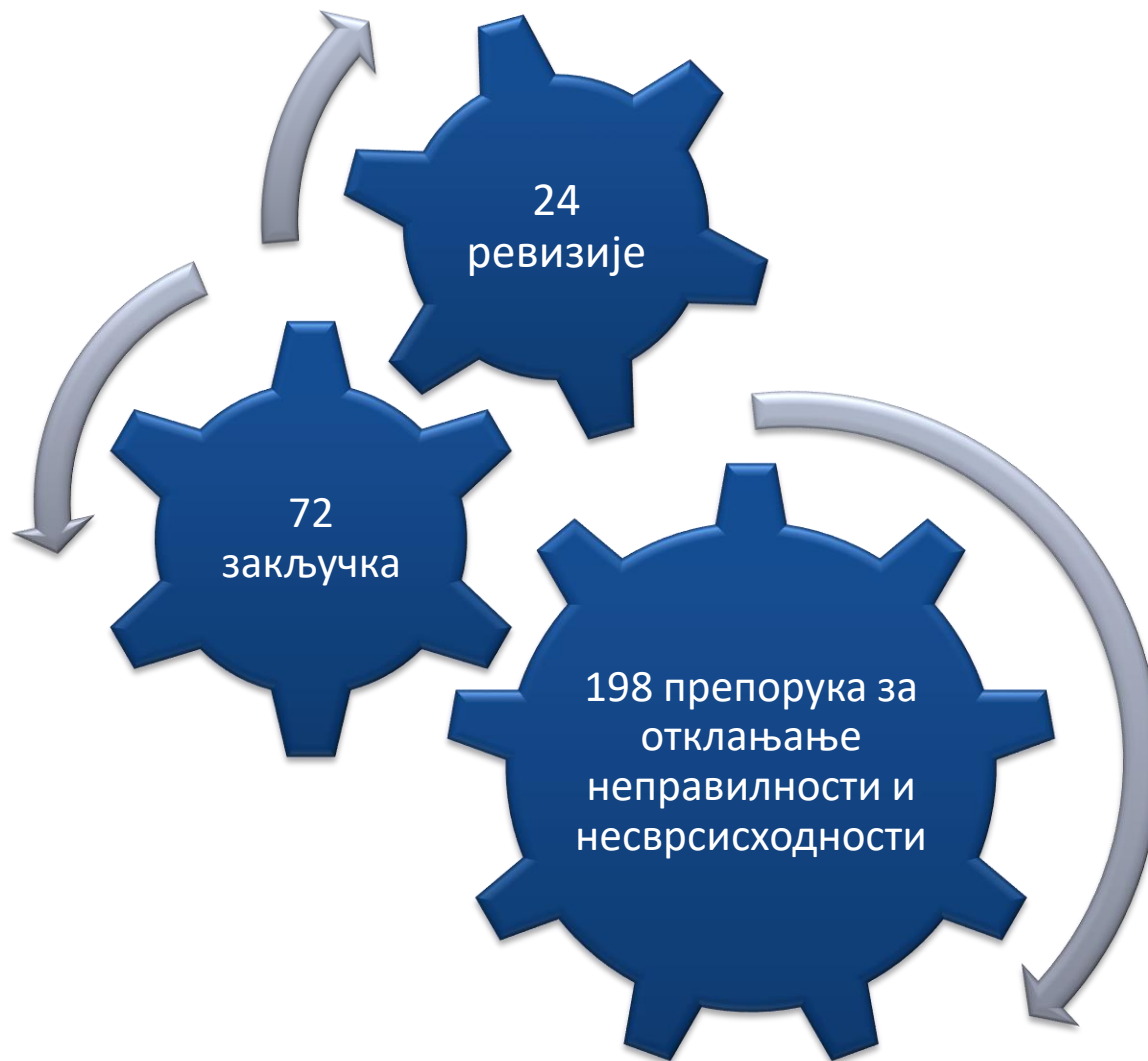 24
ревизије
72
закључка
198 препорука за
отклањање
неправилности и
несврсисходности